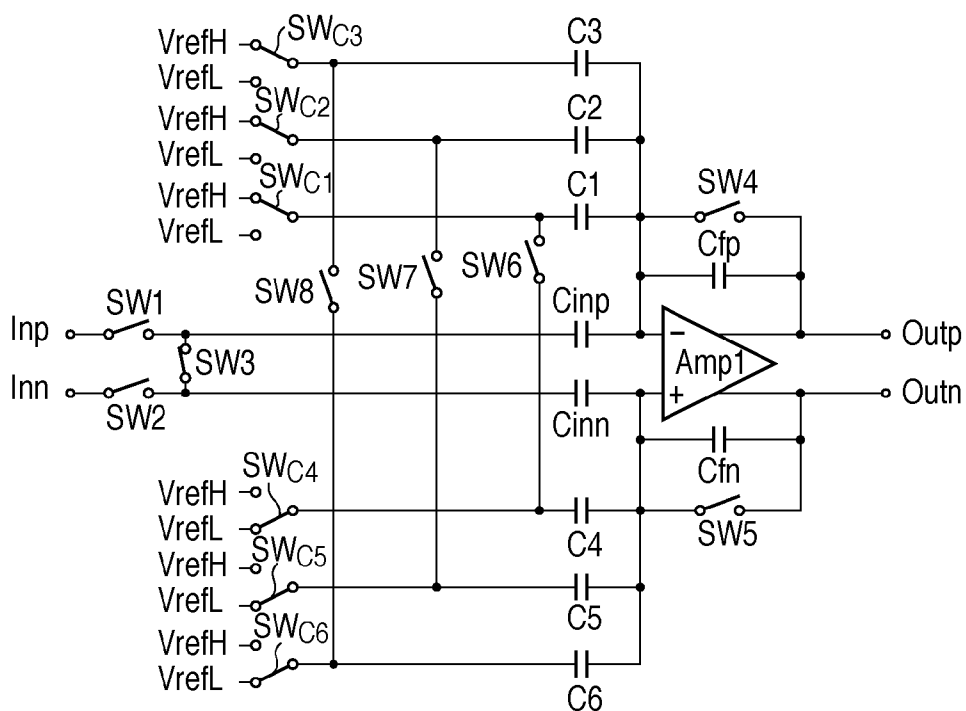 VrefH SWC3 C3
VrefL
VrefH SWC2 C2
VrefL
VrefH SWC1 C1
VrefL
SW4
Cfp
SW8 SW7 SW6
SW1 Cinp
Inp − Outp
SW3 Amp1
Inn + Outn
SW2 Cinn
Cfn
SWC4
VrefH
VrefL
SW5
C4
VrefH SWC5
VrefL
C5
VrefH SWC6
VrefL
C6